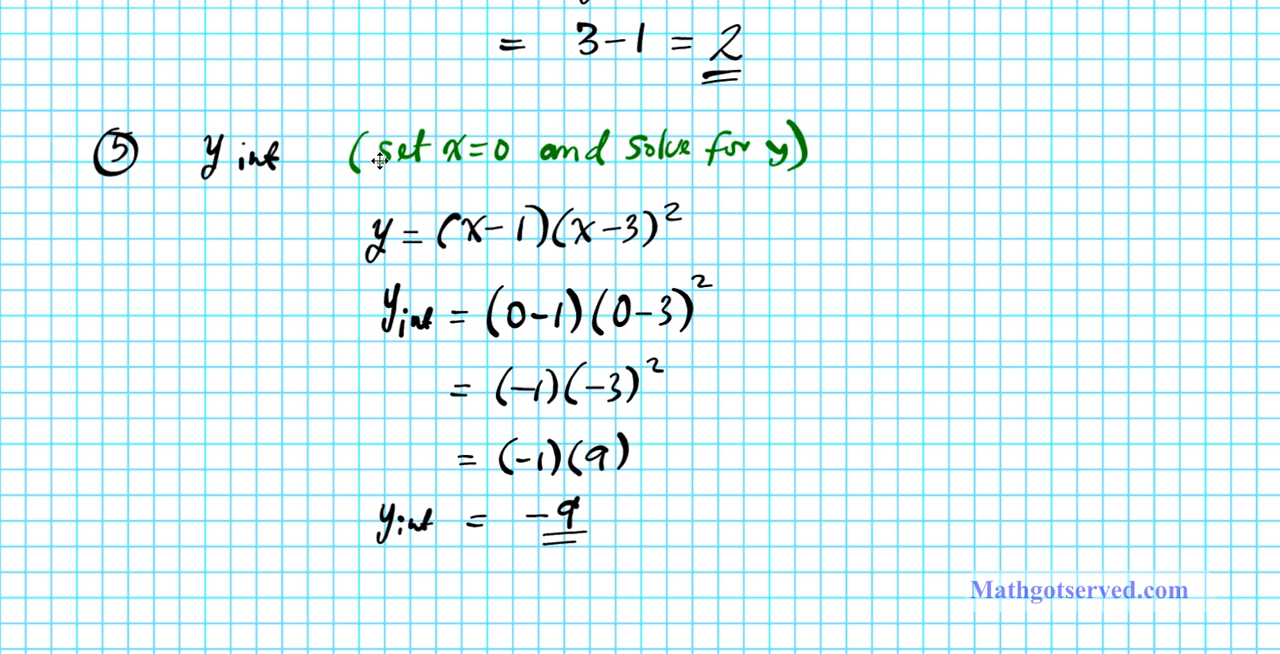 = 3-1 = 2
⑤ y int (set x=0 and solve for y)
y = (x-1)(x-3)²
y int = (0-1)(0-3)²
= (-1)(-3)²
= (-1)(9)
y int = -9
Mathgotserved.com